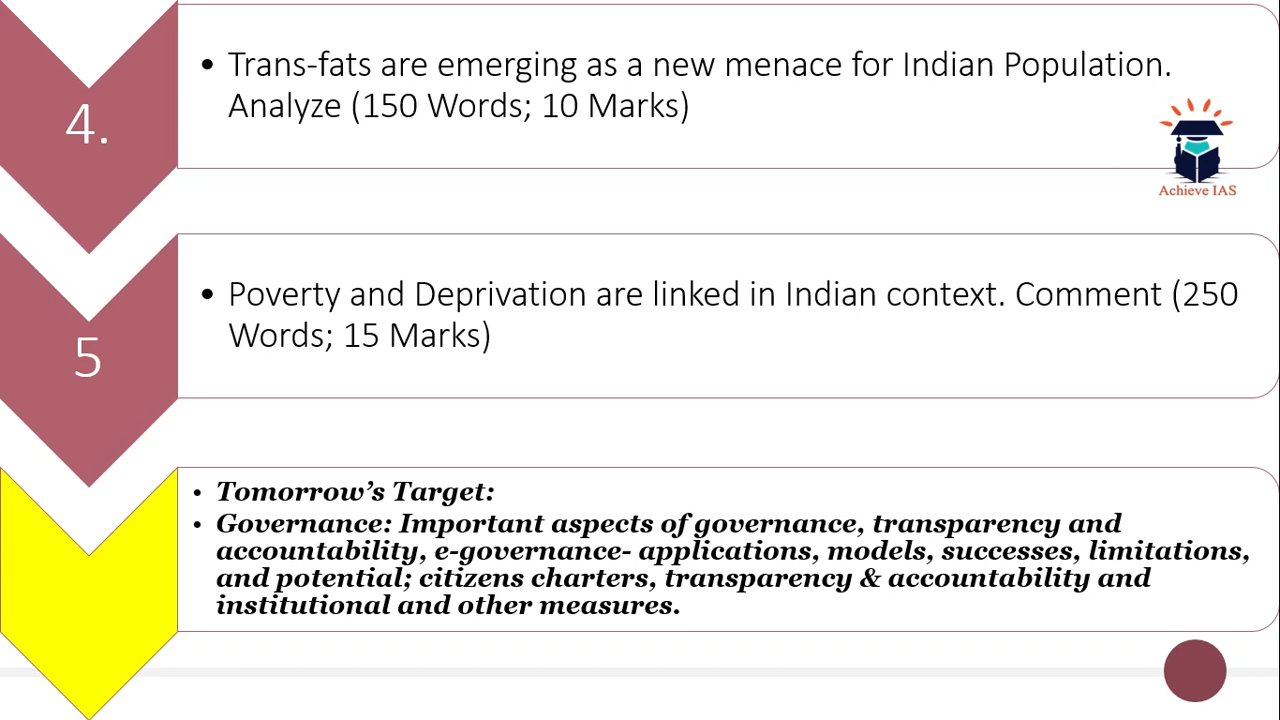 4.
• Trans-fats are emerging as a new menace for Indian Population.
Analyze (150 Words; 10 Marks)
Achieve IAS
5
• Poverty and Deprivation are linked in Indian context. Comment (250
Words; 15 Marks)
• Tomorrow’s Target:
• Governance: Important aspects of governance, transparency and
accountability, e-governance- applications, models, successes, limitations,
and potential; citizens charters, transparency & accountability and
institutional and other measures.